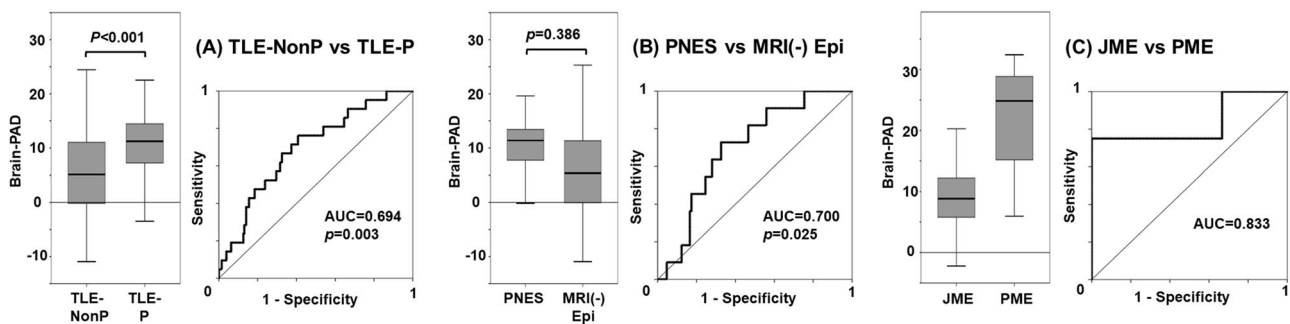 (A) TLE-NonP vs TLE-P
P<0.001
Brain-PAD
30
20
10
0
-10
TLE-
NonP
TLE-
P
Sensitivity
1
0
1 - Specificity
1
AUC=0.694
p=0.003
(B) PNES vs MRI(-) Epi
p=0.386
Brain-PAD
30
20
10
0
-10
PNES
MRI(-)
Epi
Sensitivity
1
0
1 - Specificity
1
AUC=0.700
p=0.025
(C) JME vs PME
Brain-PAD
30
20
10
0
JME
PME
Sensitivity
1
0
1 - Specificity
1
AUC=0.833